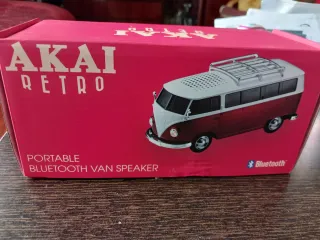 AKAI
RETRO
PORTABLE
BLUETOOTH VAN SPEAKER
Bluetooth